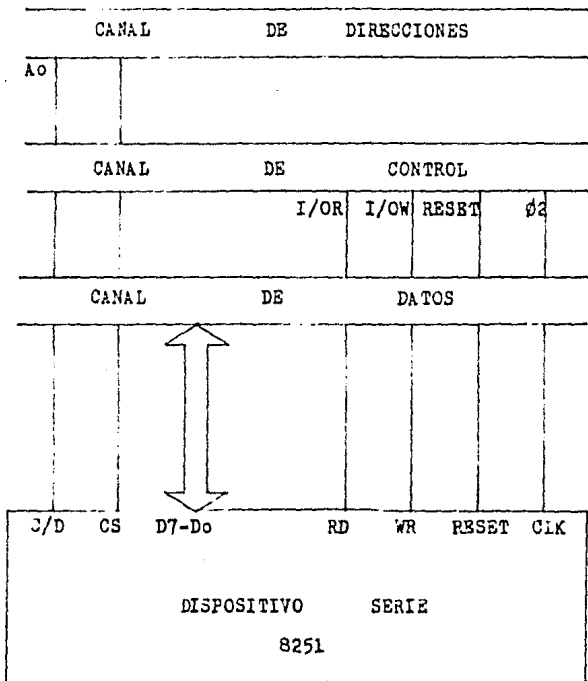 CANAL DE DIRECCIONES
Ao
CANAL DE CONTROL
I/OR I/OW RESET Ø2
CANAL DE DATOS
C/D CS D7-Do RD WR RESET CLK
DISPOSITIVO SERIE
8251